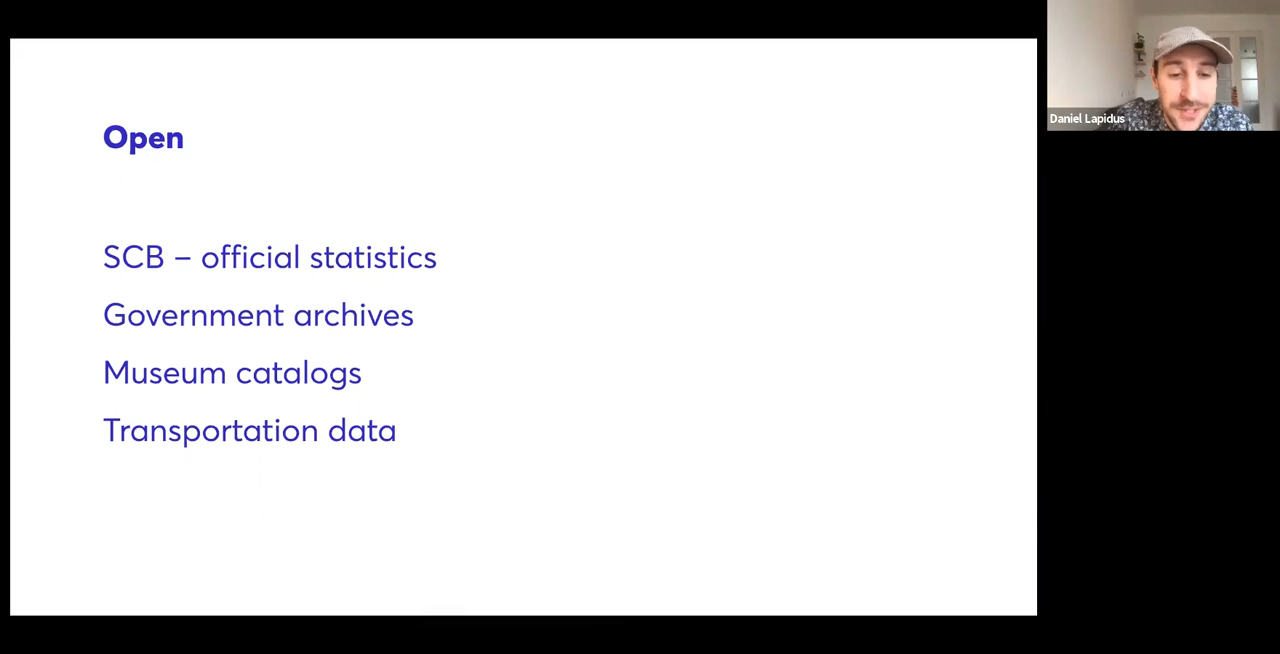 Open
SCB – official statistics
Government archives
Museum catalogs
Transportation data
Daniel Lapidus